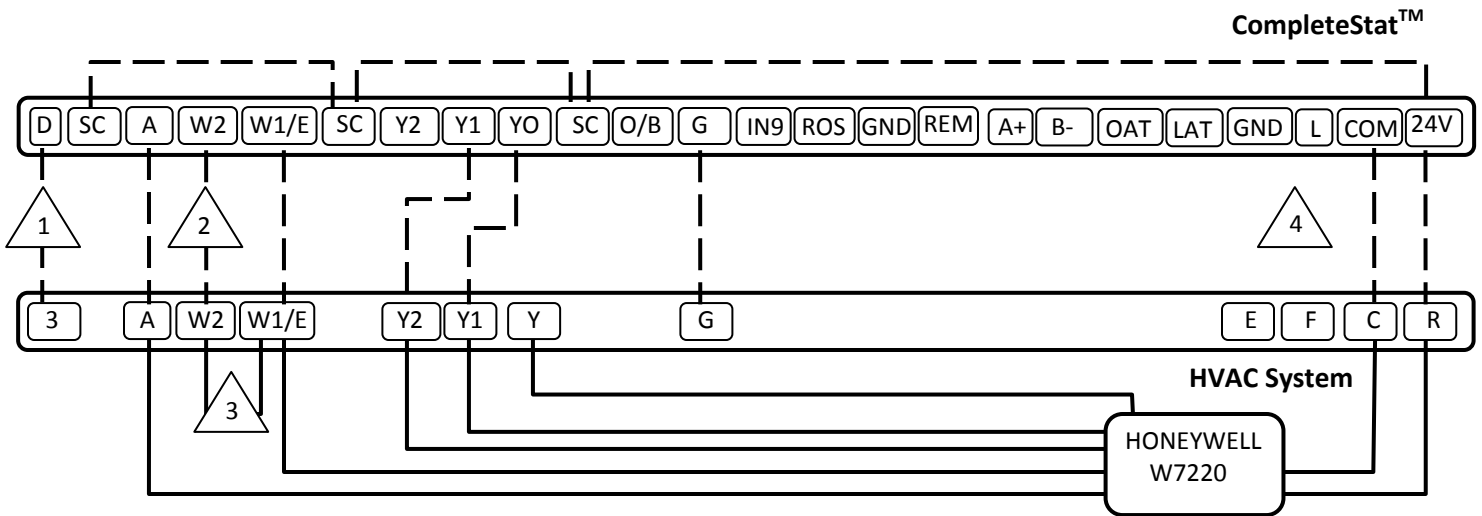 CompleteStat™
D SC A W2 W1/E SC Y2 Y1 YO SC O/B G IN9 ROS GND REM A+ B- OAT LAT GND L COM 24V
1 2 4
3 A W2 W1/E Y2 Y1 Y G E F C R
HVAC System
3
HONEYWELL
W7220